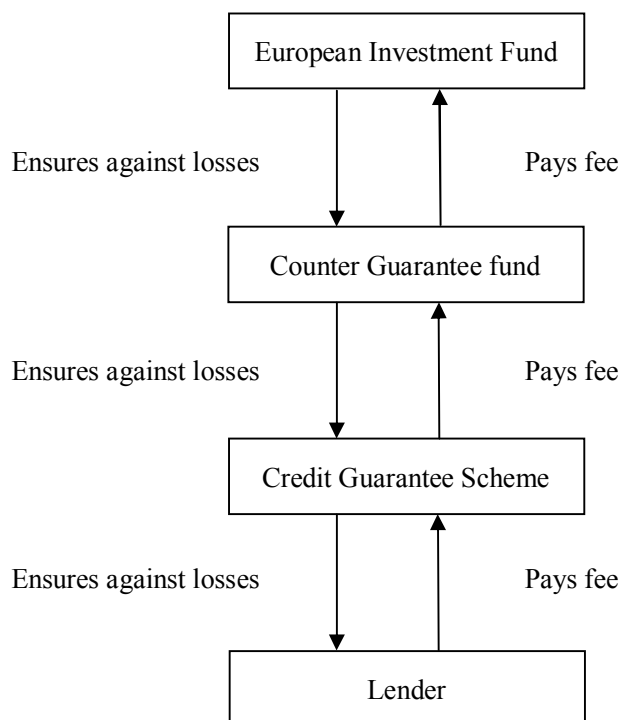 European Investment Fund
Ensures against losses
Pays fee
Counter Guarantee fund
Ensures against losses
Pays fee
Credit Guarantee Scheme
Ensures against losses
Pays fee
Lender